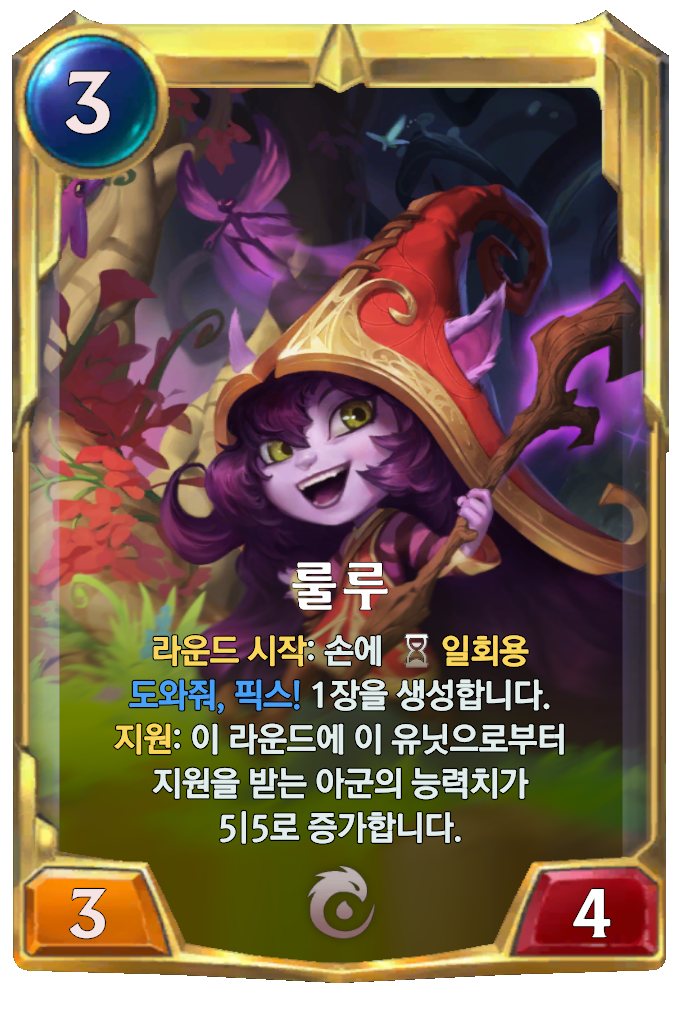 3
룰루
라운드 시작: 손에 일회용
도와줘, 픽스! 1장을 생성합니다.
지원: 이 라운드에 이 유닛으로부터
지원을 받는 아군의 능력치가
5|5로 증가합니다.
3
4